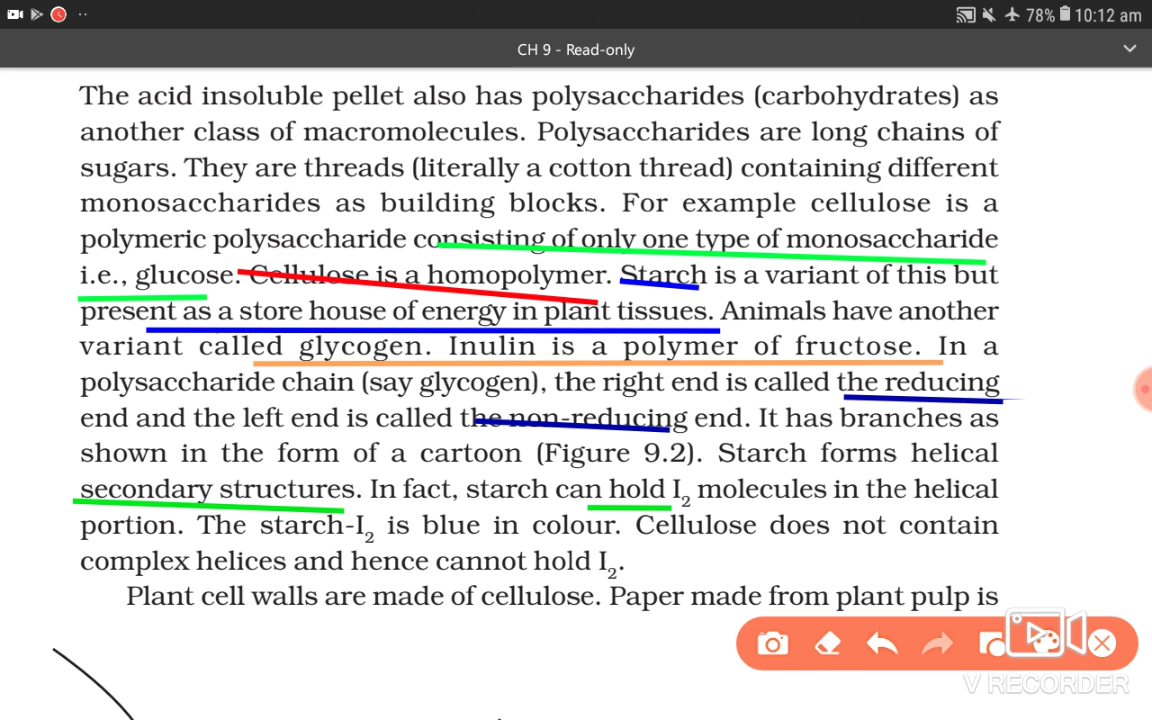 78% 10:12 am
CH 9 - Read-only
The acid insoluble pellet also has polysaccharides (carbohydrates) as
another class of macromolecules. Polysaccharides are long chains of
sugars. They are threads (literally a cotton thread) containing different
monosaccharides as building blocks. For example cellulose is a
polymeric polysaccharide consisting of only one type of monosaccharide
i.e., glucose. Cellulose is a homopolymer. Starch is a variant of this but
present as a store house of energy in plant tissues. Animals have another
variant called glycogen. Inulin is a polymer of fructose. In a
polysaccharide chain (say glycogen), the right end is called the reducing
end and the left end is called the non-reducing end. It has branches as
shown in the form of a cartoon (Figure 9.2). Starch forms helical
secondary structures. In fact, starch can hold I₂ molecules in the helical
portion. The starch-I₂ is blue in colour. Cellulose does not contain
complex helices and hence cannot hold I₂.
Plant cell walls are made of cellulose. Paper made from plant pulp is
V RECORDER